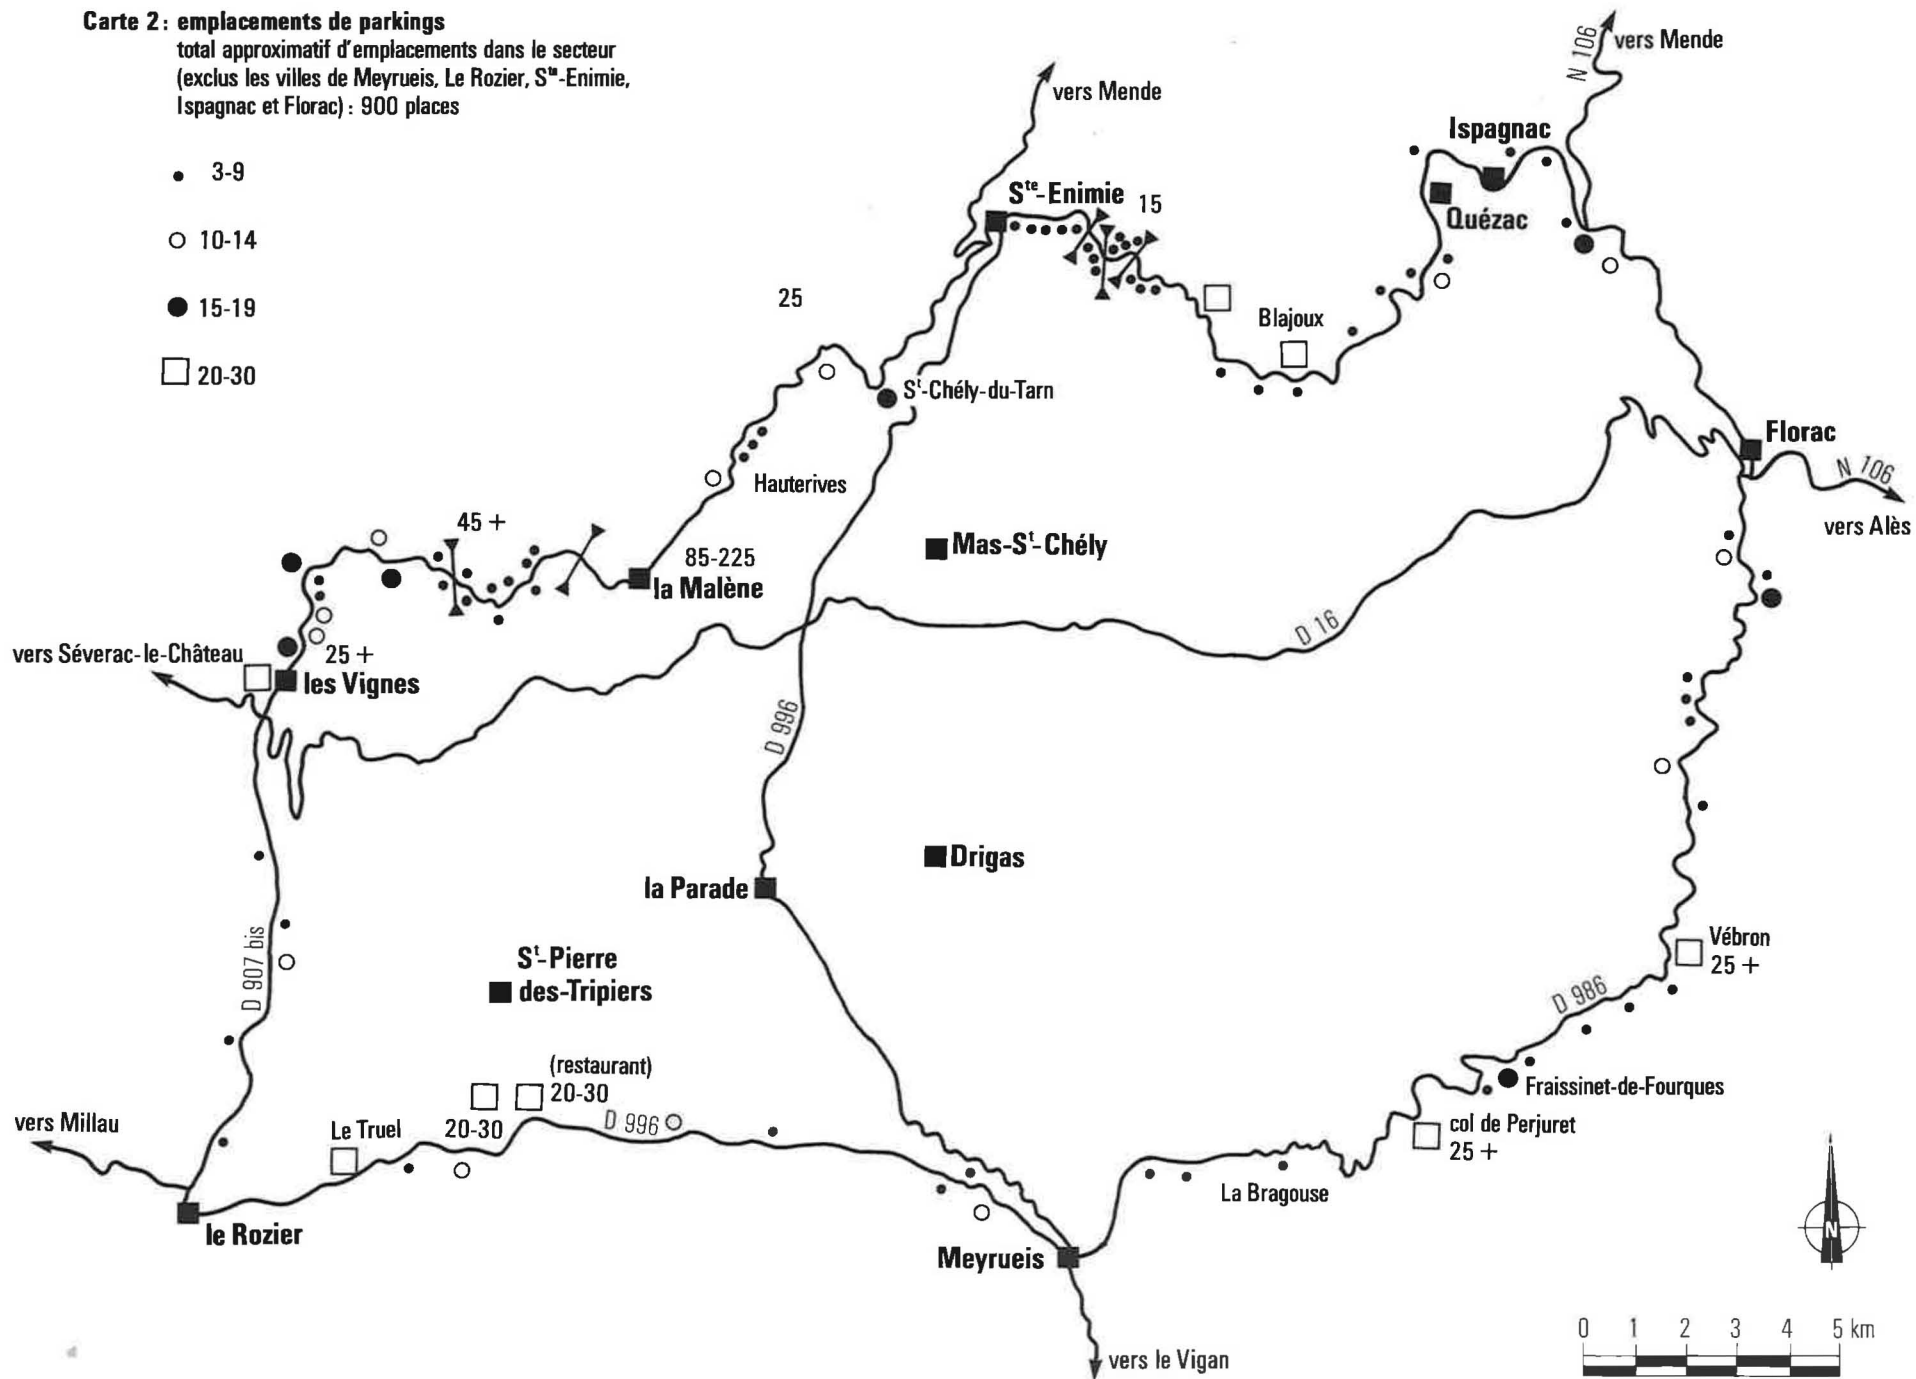 Carte 2: emplacements de parkings
total approximatif d'emplacements dans le secteur
(exclus les villes de Meyrueis, Le Rozier, Ste-Enimie,
Ispagnac et Florac) : 900 places
3-9
10-14
15-19
20-30
vers Mende
N 106
vers Mende
Ispagnac
Quézac
Ste-Enimie
15
25
Blajoux
St-Chély-du-Tarn
Florac
N 106
vers Alès
Hauterives
45 +
85-225
la Malène
Mas-St-Chély
D 16
vers Séverac-le-Château
25 +
les Vignes
D 996
Drigas
la Parade
D 907 bis
St-Pierre
des-Tripiers
Vébron
25 +
D 986
(restaurant)
20-30
Fraissinet-de-Fourques
vers Millau
Le Truel
20-30
D 996
col de Perjuret
25 +
La Bragouse
le Rozier
Meyrueis
N
0 1 2 3 4 5 km
vers le Vigan